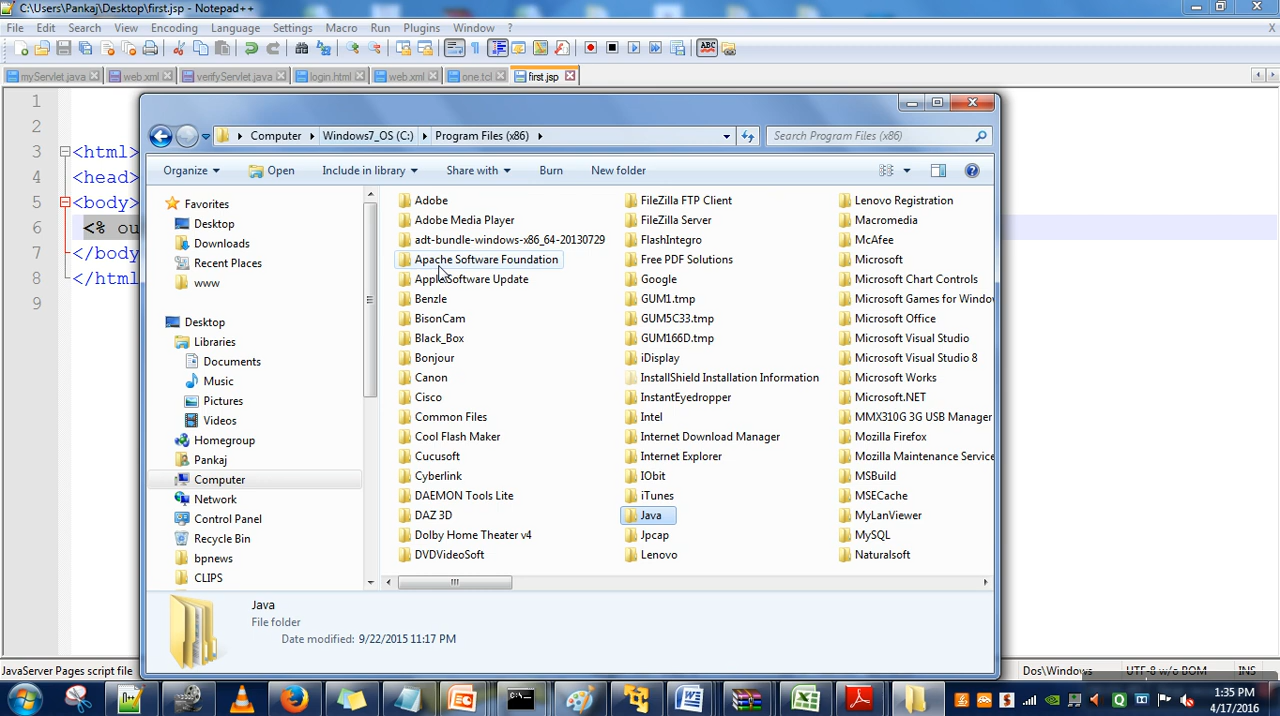 C:\Users\Pankaj\Desktop\first.jsp - Notepad++
File Edit Search View Encoding Language Settings Macro Run Plugins Window ? X
myServlet.java web.xml verifyServlet.java login.html web.xml one.tcl first.jsp
1
2
3 <html>
4 <head>
5 <body>
6 <% ou
7 </body
8 </html
9
Computer Windows7_OS (C:) Program Files (x86) Search Program Files (x86)
Organize Open Include in library Share with Burn New folder
Favorites
Desktop
Downloads
Recent Places
www
Desktop
Libraries
Documents
Music
Pictures
Videos
Homegroup
Pankaj
Computer
Network
Control Panel
Recycle Bin
bpnews
CLIPS
Adobe
Adobe Media Player
adt-bundle-windows-x86_64-20130729
Apache Software Foundation
Apple Software Update
Benzle
BisonCam
Black_Box
Bonjour
Canon
Cisco
Common Files
Cool Flash Maker
Cucusoft
Cyberlink
DAEMON Tools Lite
DAZ 3D
Dolby Home Theater v4
DVDVideoSoft
FileZilla FTP Client
FileZilla Server
FlashIntegro
Free PDF Solutions
Google
GUM1.tmp
GUM5C33.tmp
GUM166D.tmp
iDisplay
InstallShield Installation Information
InstantEyedropper
Intel
Internet Download Manager
Internet Explorer
IObit
iTunes
Java
Jpcap
Lenovo
Lenovo Registration
Macromedia
McAfee
Microsoft
Microsoft Chart Controls
Microsoft Games for Window
Microsoft Office
Microsoft Visual Studio
Microsoft Visual Studio 8
Microsoft Works
Microsoft.NET
MMX310G 3G USB Manager
Mozilla Firefox
Mozilla Maintenance Service
MSBuild
MSECache
MyLanViewer
MySQL
Naturalsoft
Java
File folder
Date modified: 9/22/2015 11:17 PM
JavaServer Pages script file Dos\Windows UTF-8 w/o BOM INS
1:35 PM
4/17/2016